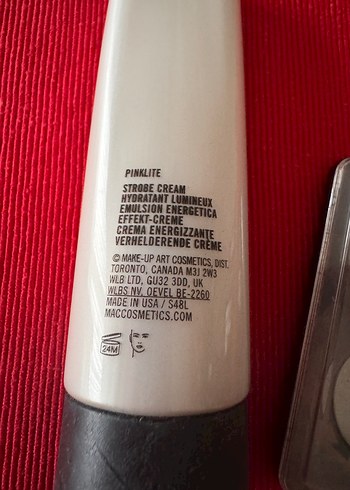 PINKLITE
STROBE CREAM
HYDRATANT LUMINEUX
EMULSION ENERGETICA
EFFEKT-CREME
CREMA ENERGIZZANTE
VERHELDERENDE CRÈME
© MAKE-UP ART COSMETICS, DIST.
TORONTO, CANADA M3J 2W3
WLB LTD, GU32 3DD, UK
WLBS NV, OEVEL BE-2260
MADE IN USA / S48L
MACCOSMETICS.COM
24M